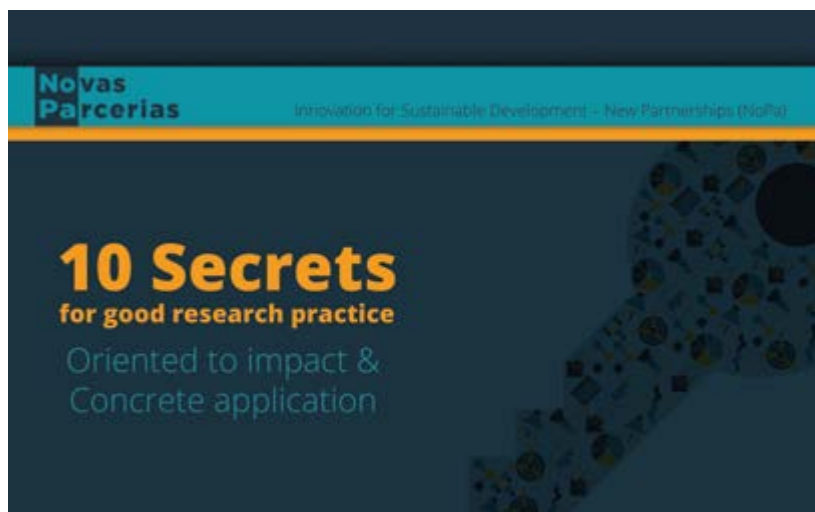 Novas
Parcerias
Innovation for Sustainable Development – New Partnerships (NoPa)
10 Secrets
for good research practice
Oriented to impact &
Concrete application